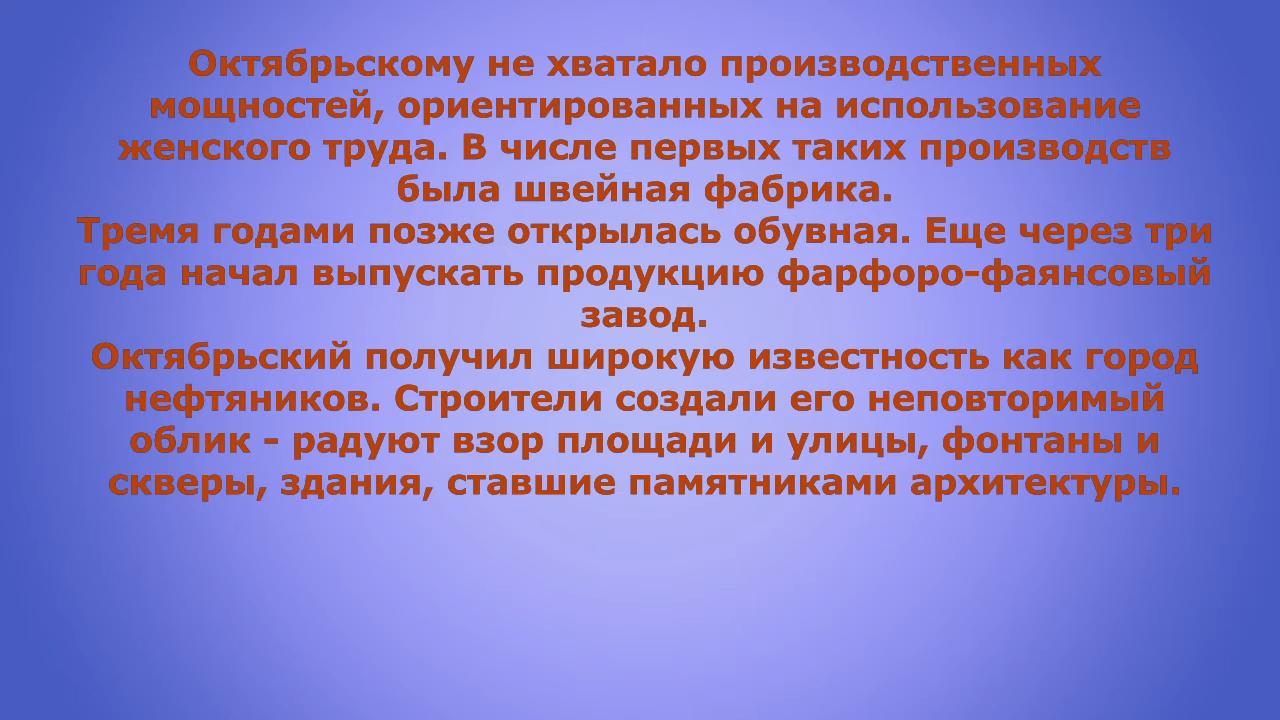 Октябрьскому не хватало производственных
мощностей, ориентированных на использование
женского труда. В числе первых таких производств
была швейная фабрика.
Тремя годами позже открылась обувная. Еще через три
года начал выпускать продукцию фарфоро-фаянсовый
завод.
Октябрьский получил широкую известность как город
нефтяников. Строители создали его неповторимый
облик - радуют взор площади и улицы, фонтаны и
скверы, здания, ставшие памятниками архитектуры.